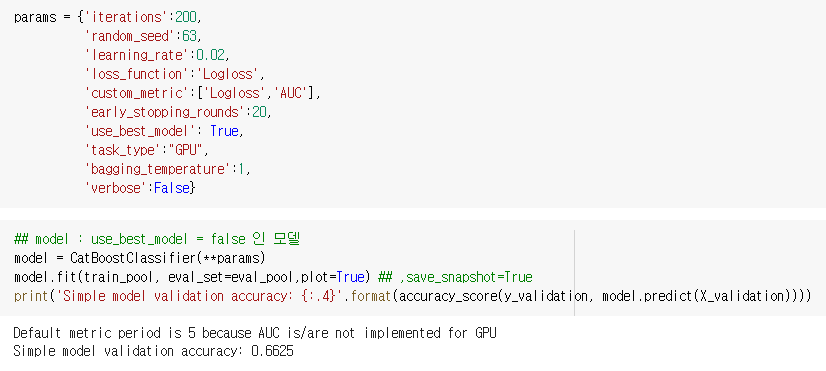 params = {'iterations':200,
'random_seed':63,
'learning_rate':0.02,
'loss_function':'Logloss',
'custom_metric':['Logloss','AUC'],
'early_stopping_rounds':20,
'use_best_model': True,
'task_type':"GPU",
'bagging_temperature':1,
'verbose':False}
## model : use_best_model = false 인 모델
model = CatBoostClassifier(**params)
model.fit(train_pool, eval_set=eval_pool,plot=True) ## ,save_snapshot=True
print('Simple model validation accuracy: {:.4}'.format(accuracy_score(y_validation, model.predict(X_validation))))
Default metric period is 5 because AUC is/are not implemented for GPU
Simple model validation accuracy: 0.6625